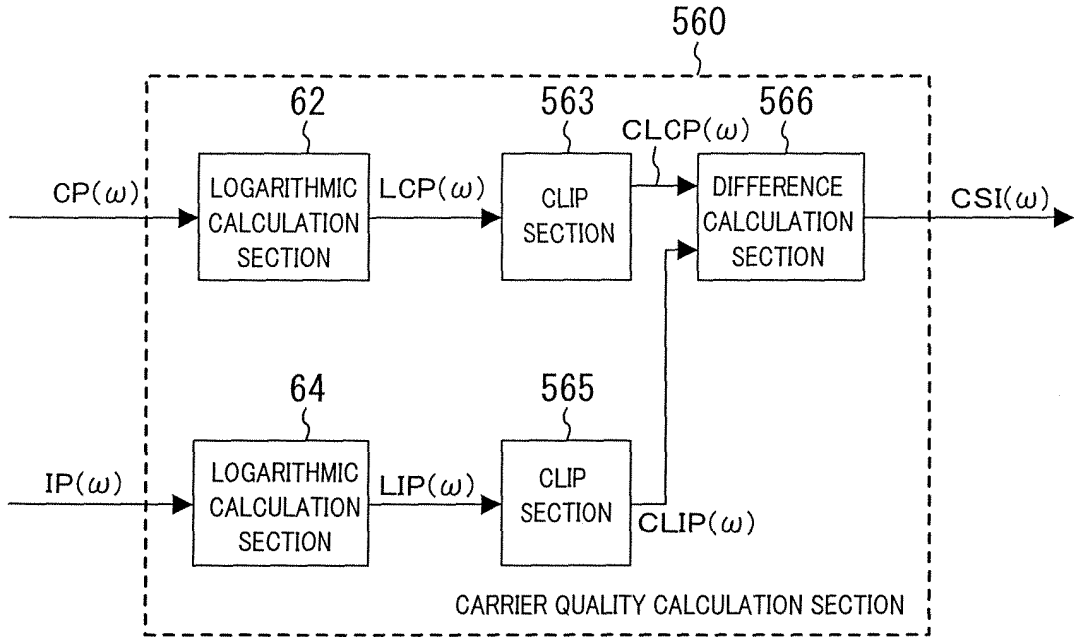 560
62
563
566
CLCP(ω)
CP(ω)
LOGARITHMIC
CALCULATION
SECTION
LCP(ω)
CLIP
SECTION
DIFFERENCE
CALCULATION
SECTION
CSI(ω)
64
565
IP(ω)
LOGARITHMIC
CALCULATION
SECTION
LIP(ω)
CLIP
SECTION
CLIP(ω)
CARRIER QUALITY CALCULATION SECTION